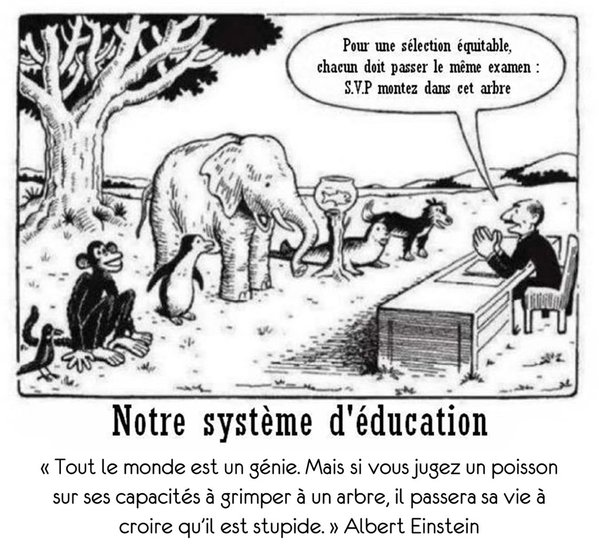 Pour une sélection équitable,
chacun doit passer le même examen :
S.V.P montez dans cet arbre
Notre système d'éducation
« Tout le monde est un génie. Mais si vous jugez un poisson
sur ses capacités à grimper à un arbre, il passera sa vie à
croire qu'il est stupide. » Albert Einstein